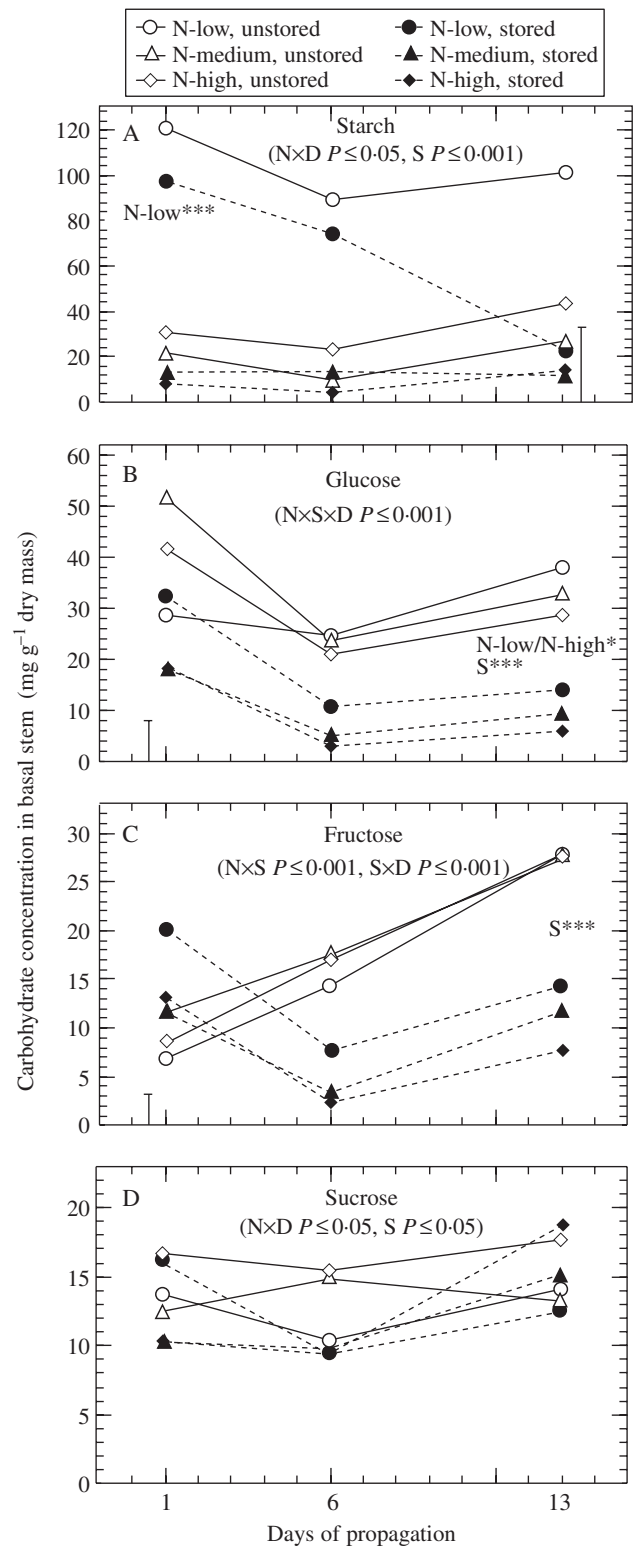 N-low, unstored N-low, stored
N-medium, unstored N-medium, stored
N-high, unstored N-high, stored
Carbohydrate concentration in basal stem (mg g⁻¹ dry mass)
A
Starch
(N×D P ≤ 0·05, S P ≤ 0·001)
N-low***
120
100
80
60
40
20
0
B
Glucose
(N×S×D P ≤ 0·001)
N-low/N-high*
S***
60
50
40
30
20
10
0
C
Fructose
(N×S P ≤ 0·001, S×D P ≤ 0·001)
S***
30
25
20
15
10
5
0
D
Sucrose
(N×D P ≤ 0·05, S P ≤ 0·05)
20
15
10
5
0
1 6 13
Days of propagation